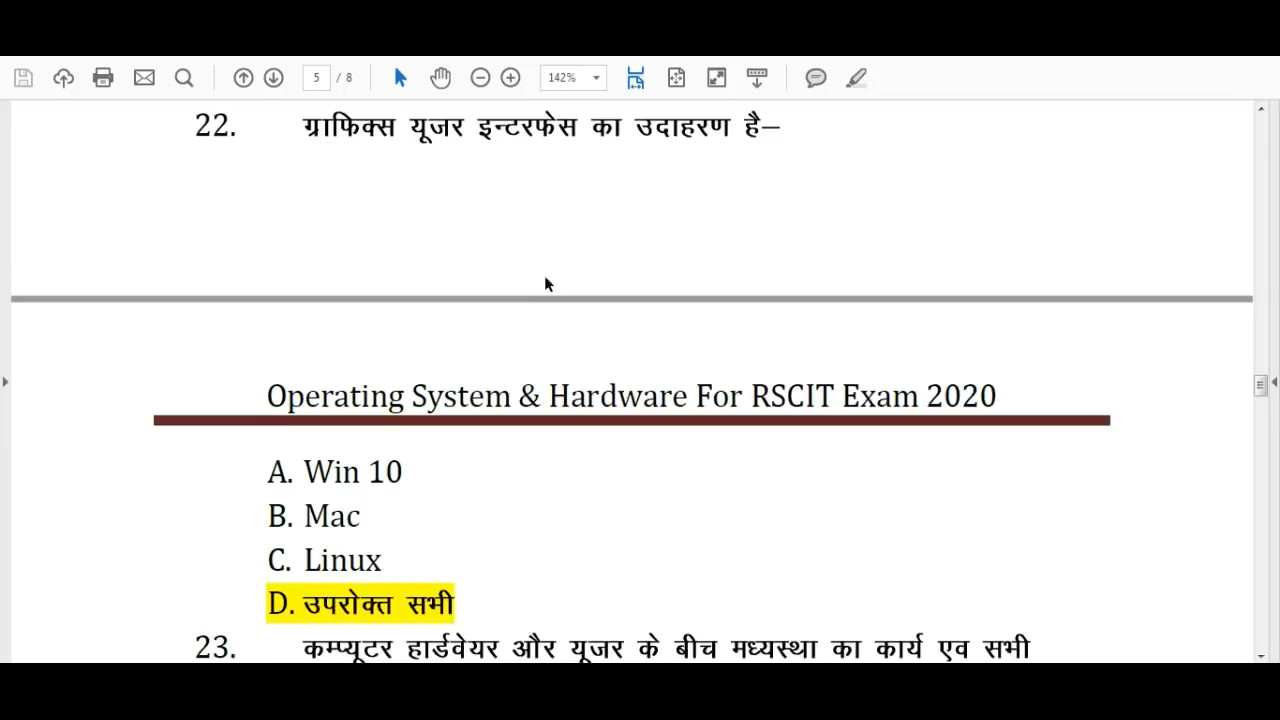 5 / 8
142%
22. ग्राफिक्स यूजर इन्टरफेस का उदाहरण है–
Operating System & Hardware For RSCIT Exam 2020
A. Win 10
B. Mac
C. Linux
D. उपरोक्त सभी
23. कम्प्यूटर हार्डवेयर और यूजर के बीच मध्यस्था का कार्य एव सभी